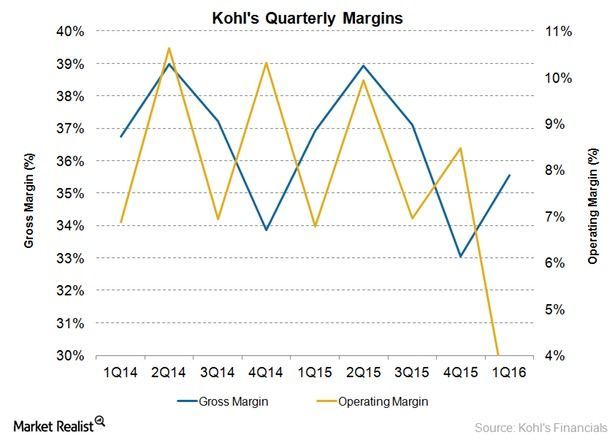 Kohl's Quarterly Margins
40%
39%
38%
37%
36%
35%
34%
33%
32%
31%
30%
Gross Margin (%)
11%
10%
9%
8%
7%
6%
5%
4%
Operating Margin (%)
1Q14 2Q14 3Q14 4Q14 1Q15 2Q15 3Q15 4Q15 1Q16
Gross Margin Operating Margin
Market Realist
Source: Kohl's Financials